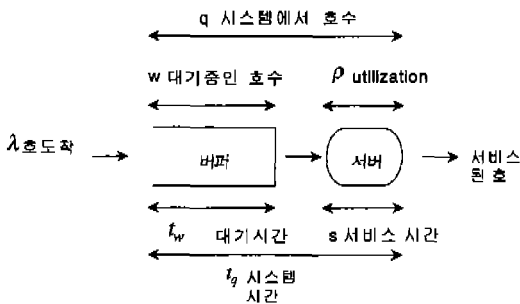 q 시스템에서 호수
w 대기중인 호수
ρ utilization
λ호도착
버퍼
서버
서비스
된 호
t_w 대기시간
s 서비스 시간
t_q 시스템
시간